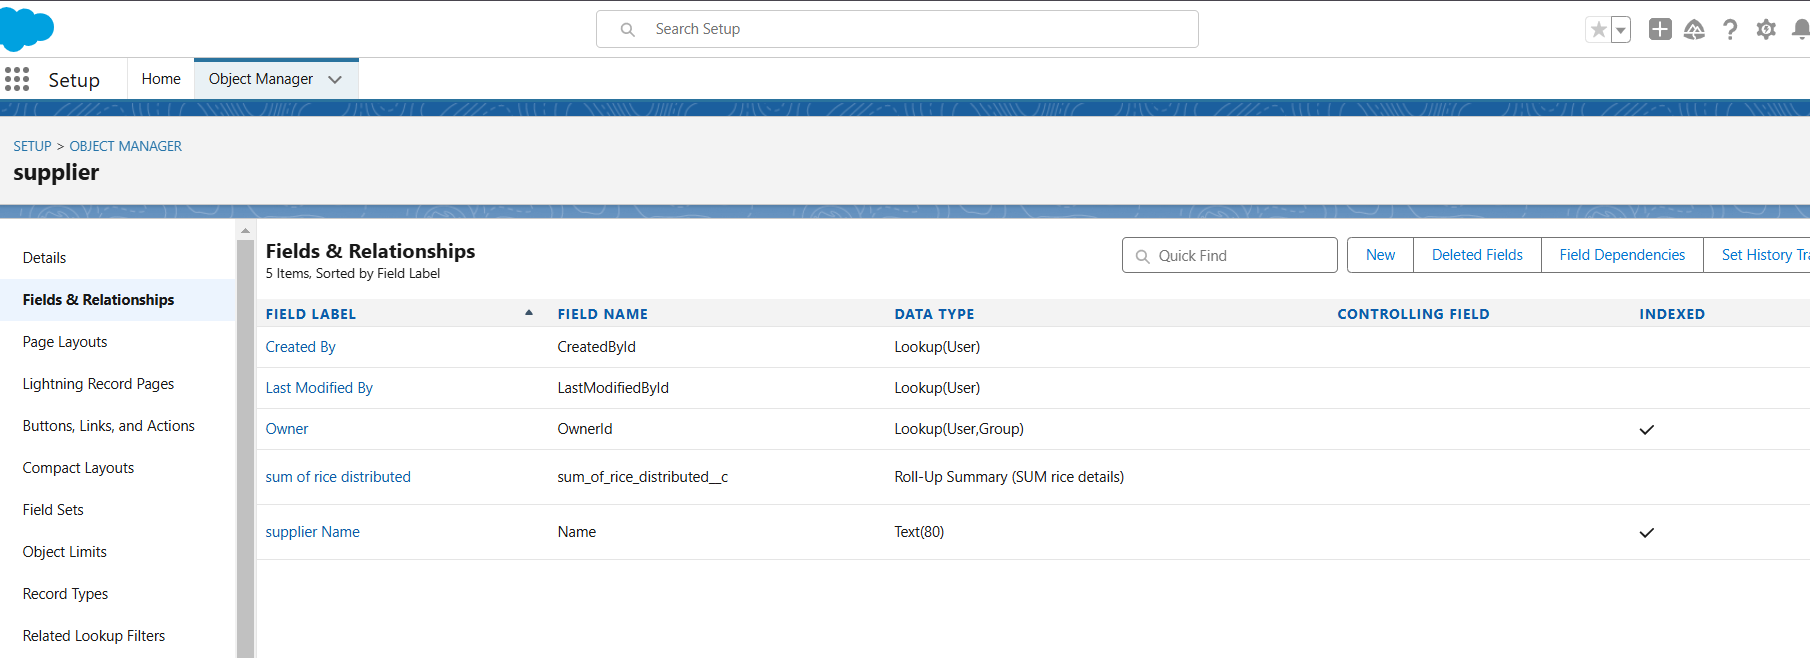 Search Setup
Setup
Home
Object Manager
SETUP > OBJECT MANAGER
supplier
Details
Fields & Relationships
Page Layouts
Lightning Record Pages
Buttons, Links, and Actions
Compact Layouts
Field Sets
Object Limits
Record Types
Related Lookup Filters
Fields & Relationships
5 Items, Sorted by Field Label
Quick Find
New
Deleted Fields
Field Dependencies
Set History Tra
FIELD LABEL FIELD NAME DATA TYPE CONTROLLING FIELD INDEXED
Created By CreatedById Lookup(User)
Last Modified By LastModifiedById Lookup(User)
Owner OwnerId Lookup(User,Group)
sum of rice distributed sum_of_rice_distributed__c Roll-Up Summary (SUM rice details)
supplier Name Name Text(80)